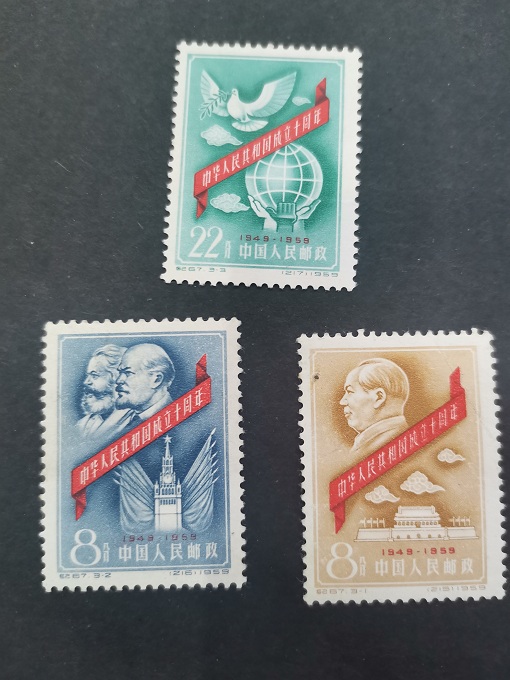 中华人民共和国成立十周年
1949-1959
22分
中国人民邮政
纪67.3-3 (217)1959
中华人民共和国成立十周年
1949-1959
8分
中国人民邮政
纪67.3-2 (216)1959
中华人民共和国成立十周年
1949-1959
8分
中国人民邮政
纪67.3-1 (215)1959